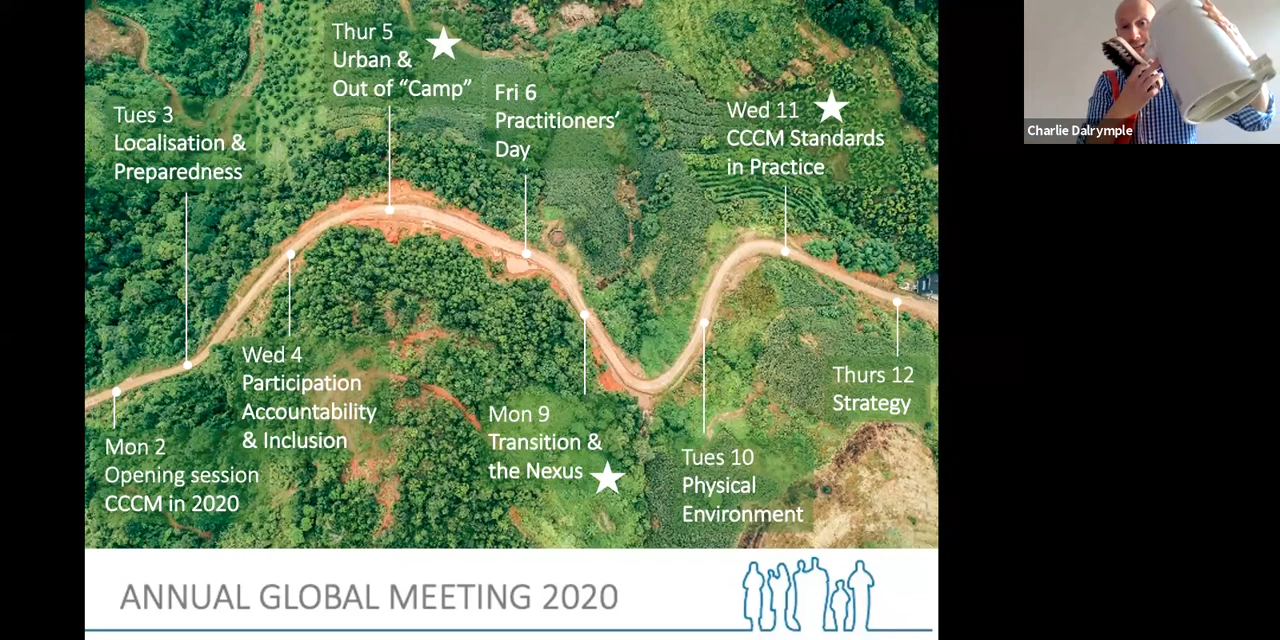 Thur 5
Urban &
Out of “Camp”
Fri 6
Practitioners’
Day
Wed 11
CCCM Standards
in Practice
Tues 3
Localisation &
Preparedness
Wed 4
Participation
Accountability
& Inclusion
Mon 2
Opening session
CCCM in 2020
Mon 9
Transition &
the Nexus
Tues 10
Physical
Environment
Thurs 12
Strategy
ANNUAL GLOBAL MEETING 2020
Charlie Dalrymple